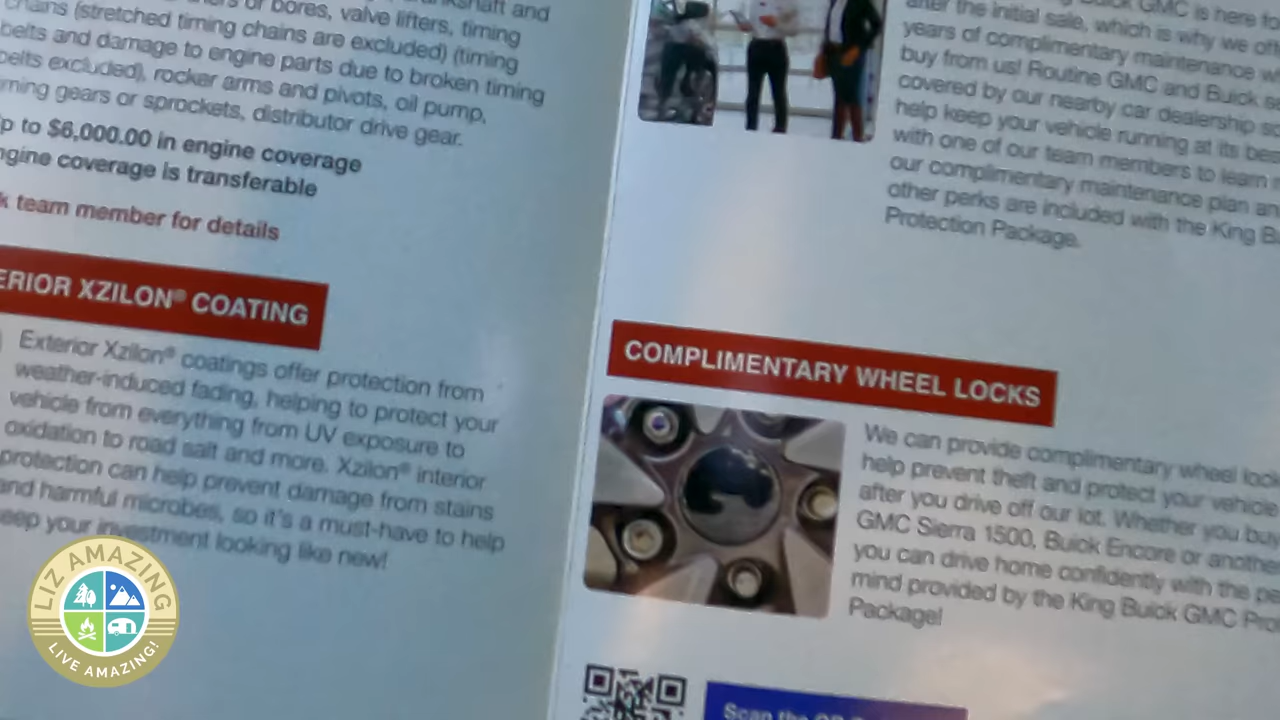 chains (stretched timing chains are excluded) (timing
belts and damage to engine parts due to broken timing
belts excluded), rocker arms and pivots, oil pump,
timing gears or sprockets, distributor drive gear.
p to $6,000.00 in engine coverage
ngine coverage is transferable
k team member for details
ERIOR XZILON® COATING
Exterior Xzilon® coatings offer protection from
weather-induced fading, helping to protect your
vehicle from everything from UV exposure to
oxidation to road salt and more. Xzilon® interior
protection can help prevent damage from stains
and harmful microbes, so it's a must-have to help
eep your investment looking like new!
Buick GMC is here fo
after the initial sale, which is why we off
years of complimentary maintenance w
buy from us! Routine GMC and Buick se
covered by our nearby car dealership so
help keep your vehicle running at its bes
with one of our team members to learn
our complimentary maintenance plan an
other perks are included with the King B
Protection Package.
COMPLIMENTARY WHEEL LOCKS
We can provide complimentary wheel lock
help prevent theft and protect your vehicle
after you drive off our lot. Whether you buy
GMC Sierra 1500, Buick Encore or another
you can drive home confidently with the pe
mind provided by the King Buick GMC Pro
Package!
Scan the QR
LIZ AMAZING
LIVE AMAZING!